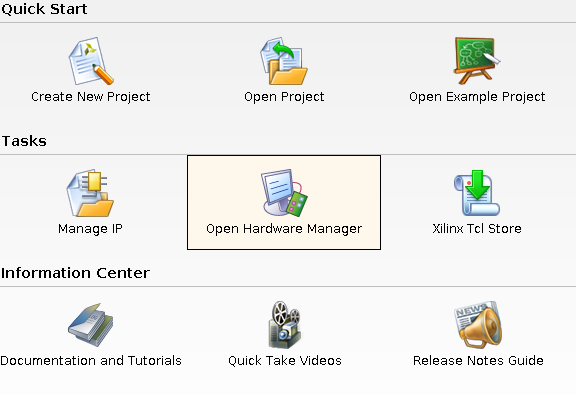 Quick Start
Create New Project
Open Project
Open Example Project
Tasks
Manage IP
Open Hardware Manager
Xilinx Tcl Store
Information Center
NEWS
Documentation and Tutorials
Quick Take Videos
Release Notes Guide